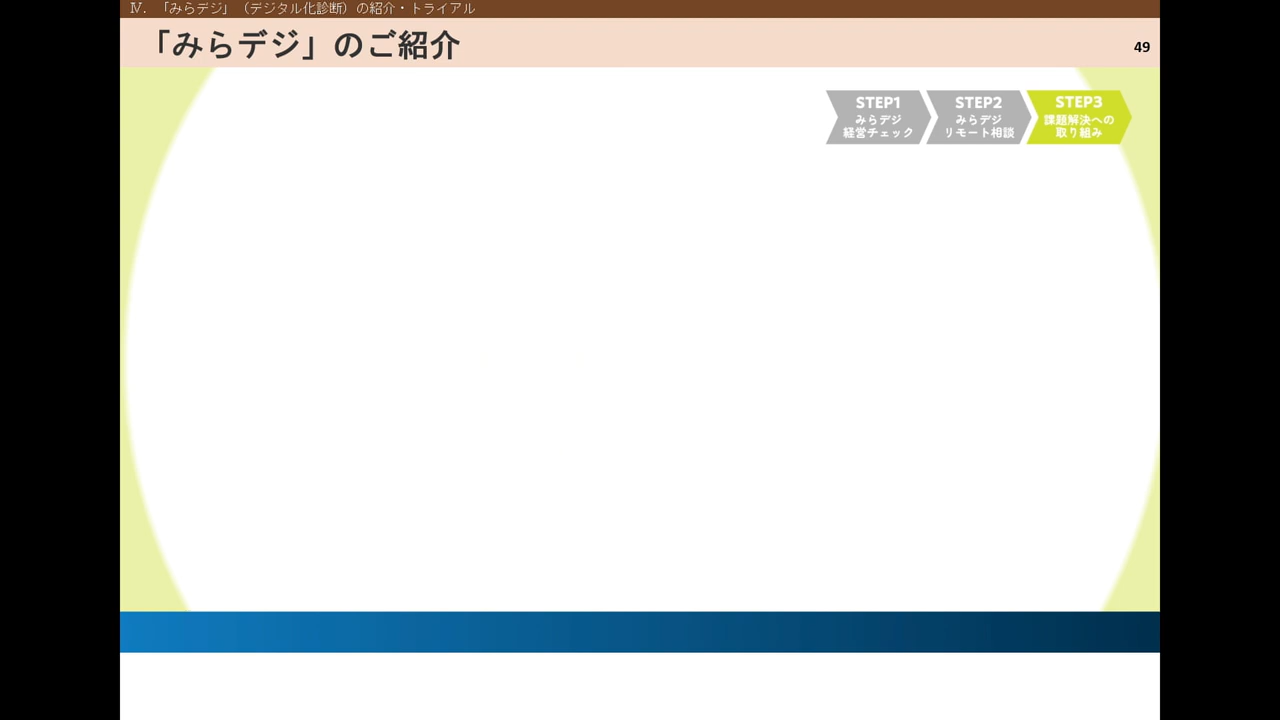 Ⅳ. 「みらデジ」（デジタル化診断）の紹介・トライアル
「みらデジ」のご紹介
49
STEP1
みらデジ
経営チェック
STEP2
みらデジ
リモート相談
STEP3
課題解決への
取り組み